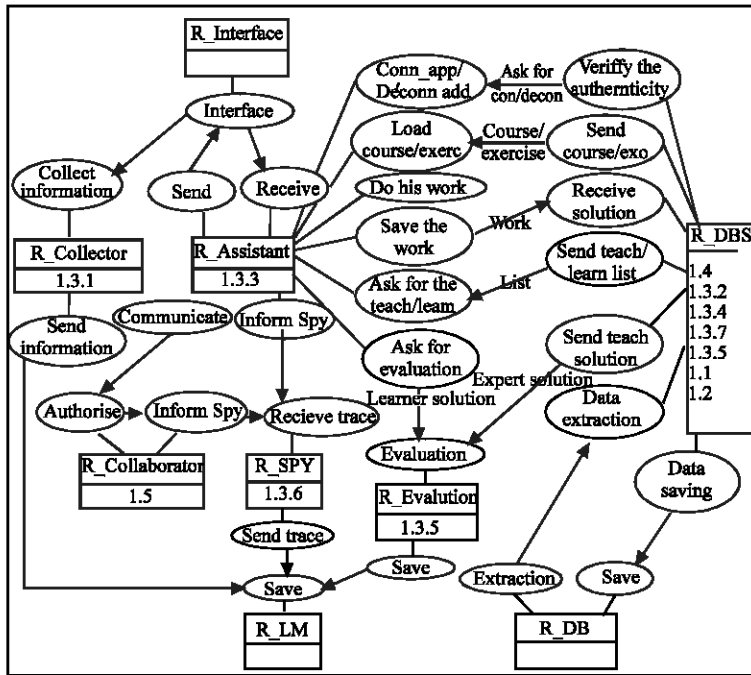 R_Interface
Conn_app/
Deconn add
Ask for
con/decon
Veriffy the
authernticity
Interface
Load
course/exerc
Course/
exercise
Send
course/exo
Collect
information
Send
Receive
Do his work
Receive
solution
Save the
work
Work
R_Collector
1.3.1
R_Assistant
1.3.3
R_DBS
1.4
1.3.2
1.3.4
1.3.7
1.3.5
1.1
1.2
Send teach/
learn list
Ask for the
teach/leam
List
Send
information
Communicate
Inform Spy
Ask for
evaluation
Send teach
solution
Learner solution
Expert solution
Data
extraction
Authorise
Inform Spy
Recieve trace
Evaluation
R_Collaborator
1.5
R_SPY
1.3.6
R_Evalution
1.3.5
Data
saving
Send trace
Save
Save
Extraction
Save
R_LM
R_DB